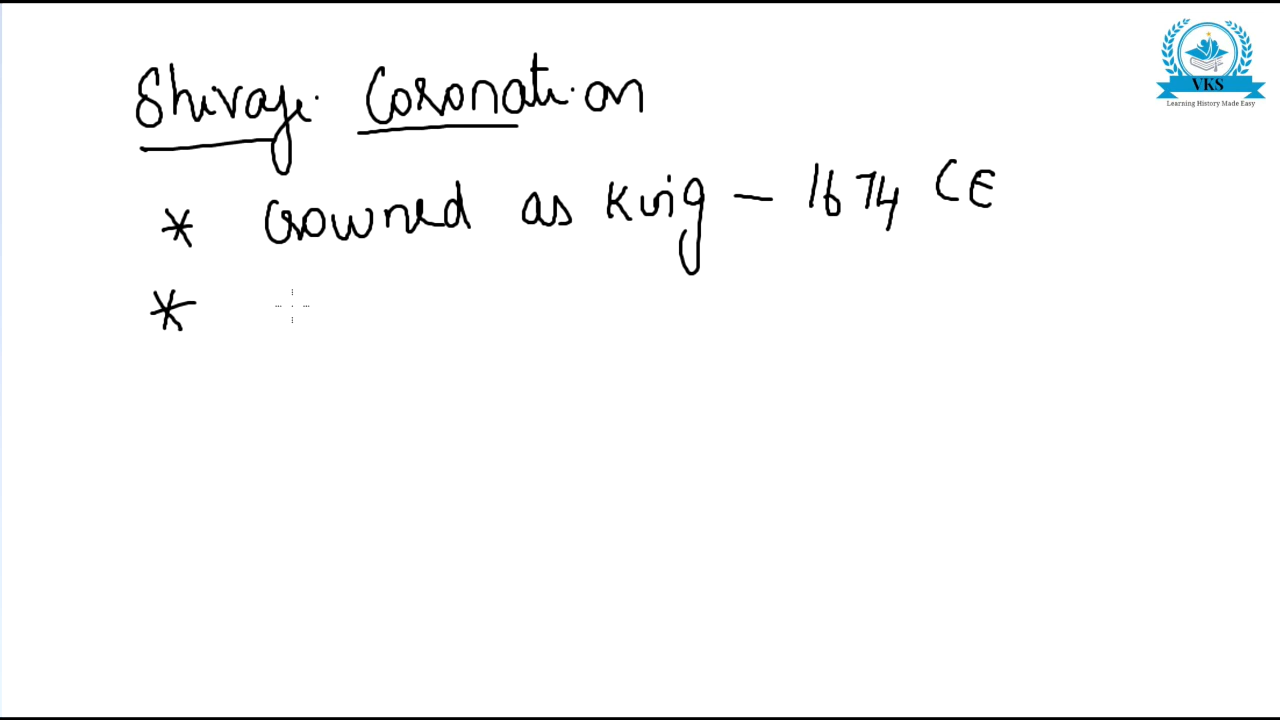 Shivaji Coronation
* Crowned as King – 1674 CE
*
VKS
Learning History Made Easy